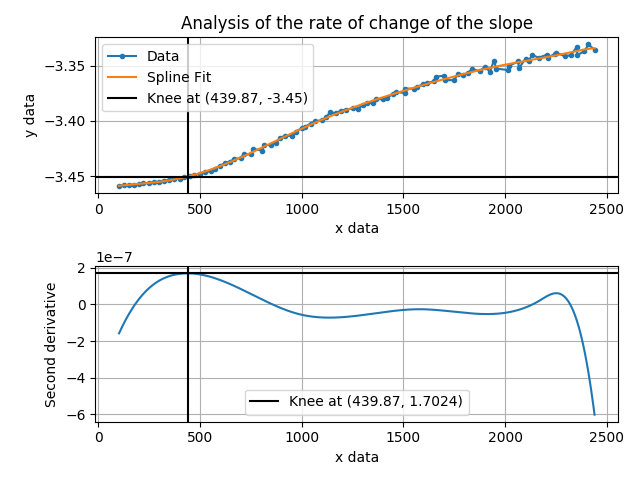 Analysis of the rate of change of the slope
Data
Spline Fit
Knee at (439.87, -3.45)
y data
−3.35
−3.40
−3.45
0 500 1000 1500 2000 2500
x data
1e−7
Second derivative
2
0
−2
−4
−6
Knee at (439.87, 1.7024)
0 500 1000 1500 2000 2500
x data